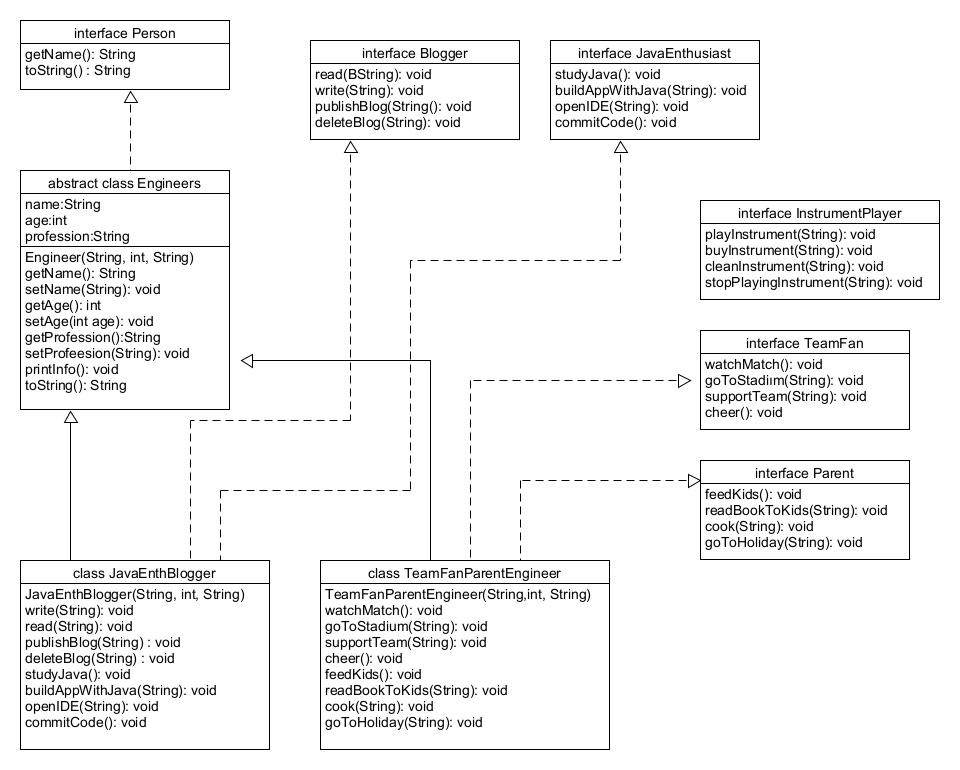 interface Person
getName(): String
toString() : String
interface Blogger
read(BString): void
write(String): void
publishBlog(String(): void
deleteBlog(String): void
interface JavaEnthusiast
studyJava(): void
buildAppWithJava(String): void
openIDE(String): void
commitCode(): void
abstract class Engineers
name:String
age:int
profession:String
Engineer(String, int, String)
getName(): String
setName(String): void
getAge(): int
setAge(int age): void
getProfession():String
setProfeesion(String): void
printInfo(): void
toString(): String
interface InstrumentPlayer
playInstrument(String): void
buyInstrument(String): void
cleanInstrument(String): void
stopPlayingInstrument(String): void
interface TeamFan
watchMatch(): void
goToStadiım(String): void
supportTeam(String): void
cheer(): void
interface Parent
feedKids(): void
readBookToKids(String): void
cook(String): void
goToHoliday(String): void
class JavaEnthBlogger
JavaEnthBlogger(String, int, String)
write(String): void
read(String): void
publishBlog(String) : void
deleteBlog(String) : void
studyJava(): void
buildAppWithJava(String): void
openIDE(String): void
commitCode(): void
class TeamFanParentEngineer
TeamFanParentEngineer(String,int, String)
watchMatch(): void
goToStadium(String): void
supportTeam(String): void
cheer(): void
feedKids(): void
readBookToKids(String): void
cook(String): void
goToHoliday(String): void